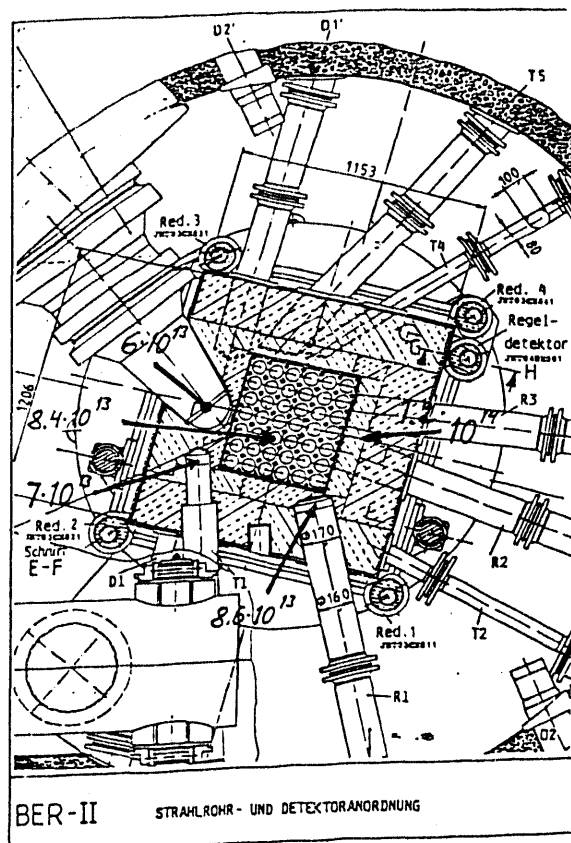 D2'
D1'
T5
1153
100
80
Red. 3
T4
Red. 4
Regel-
detektor
H
G
6·10¹³
1206
8.4·10¹³
10¹⁴
R3
7·10¹³
Red. 2
Schnitt
E-F
D1
T1
8.6·10¹³
⌀170
⌀160
Red. 1
R2
T2
R1
D2
BER-II
STRAHLROHR- UND DETEKTORANORDNUNG